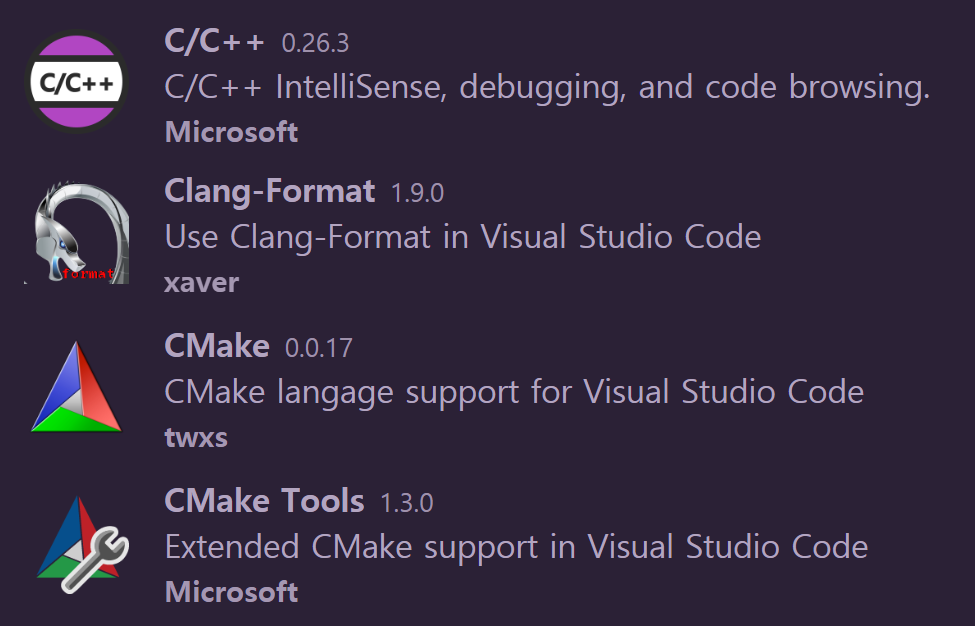 C/C++ 0.26.3
C/C++
C/C++ IntelliSense, debugging, and code browsing.
Microsoft
Clang-Format 1.9.0
Use Clang-Format in Visual Studio Code
format
xaver
CMake 0.0.17
CMake langage support for Visual Studio Code
twxs
CMake Tools 1.3.0
Extended CMake support in Visual Studio Code
Microsoft